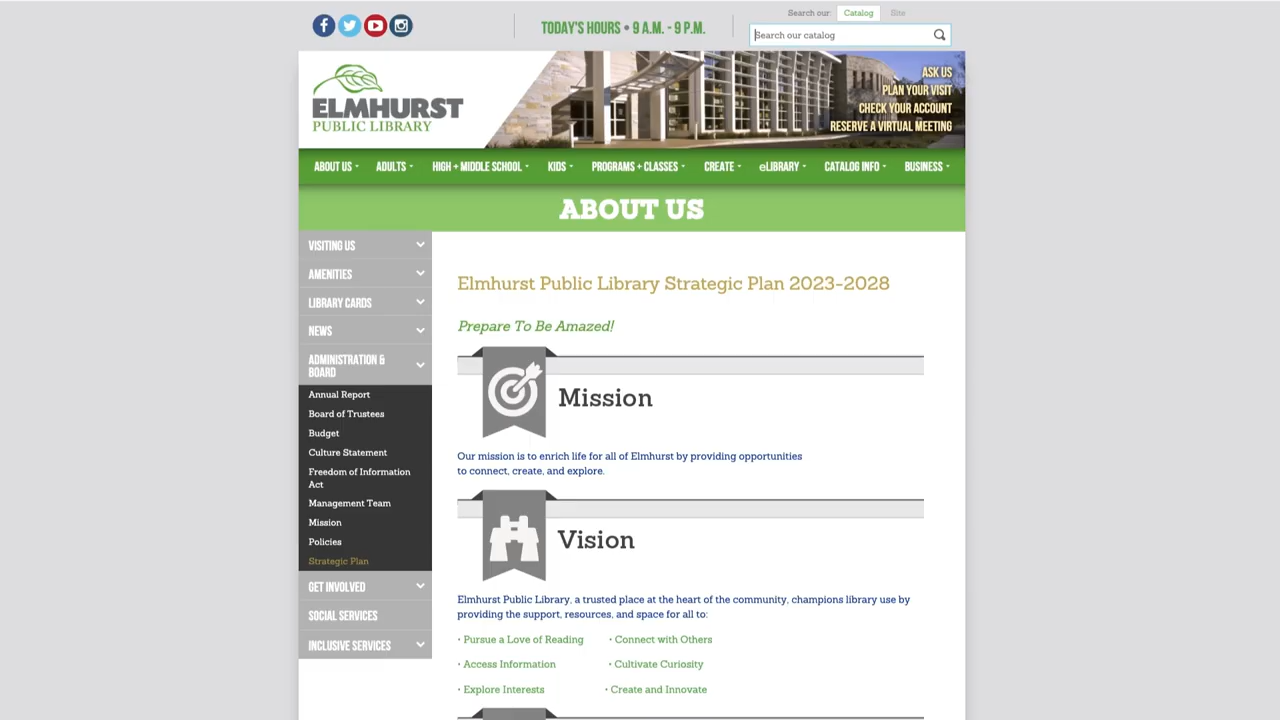 Search our: Catalog Site
TODAY'S HOURS • 9 A.M. - 9 P.M.
Search our catalog
ELMHURST
PUBLIC LIBRARY
ASK US
PLAN YOUR VISIT
CHECK YOUR ACCOUNT
RESERVE A VIRTUAL MEETING
ABOUT US ADULTS HIGH + MIDDLE SCHOOL KIDS PROGRAMS + CLASSES CREATE eLIBRARY CATALOG INFO BUSINESS
ABOUT US
VISITING US
AMENITIES
LIBRARY CARDS
NEWS
ADMINISTRATION &
BOARD
Annual Report
Board of Trustees
Budget
Culture Statement
Freedom of Information
Act
Management Team
Mission
Policies
Strategic Plan
GET INVOLVED
SOCIAL SERVICES
INCLUSIVE SERVICES
Elmhurst Public Library Strategic Plan 2023-2028
Prepare To Be Amazed!
Mission
Our mission is to enrich life for all of Elmhurst by providing opportunities
to connect, create, and explore.
Vision
Elmhurst Public Library, a trusted place at the heart of the community, champions library use by
providing the support, resources, and space for all to:
• Pursue a Love of Reading • Connect with Others
• Access Information • Cultivate Curiosity
• Explore Interests • Create and Innovate